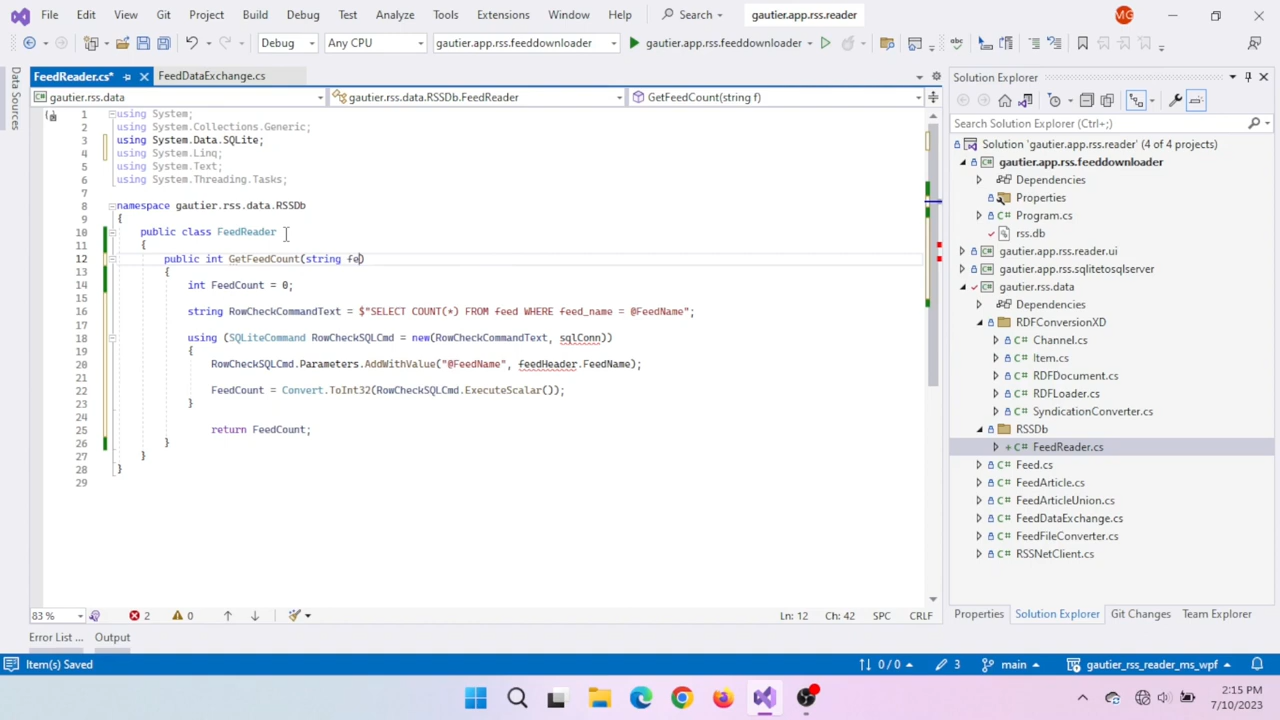 File Edit View Git Project Build Debug Test Analyze Tools Extensions Window Help Search gautier.app.rss.reader MG
Debug Any CPU gautier.app.rss.feeddownloader gautier.app.rss.feeddownloader
Data Sources
FeedReader.cs* FeedDataExchange.cs
gautier.rss.data gautier.rss.data.RSSDb.FeedReader GetFeedCount(string f)
1 using System;
2 using System.Collections.Generic;
3 using System.Data.SQLite;
4 using System.Linq;
5 using System.Text;
6 using System.Threading.Tasks;
7
8 namespace gautier.rss.data.RSSDb
9 {
10 public class FeedReader
11 {
12 public int GetFeedCount(string fe)
13 {
14 int FeedCount = 0;
15
16 string RowCheckCommandText = $"SELECT COUNT(*) FROM feed WHERE feed_name = @FeedName";
17
18 using (SQLiteCommand RowCheckSQLCmd = new(RowCheckCommandText, sqlConn))
19 {
20 RowCheckSQLCmd.Parameters.AddWithValue("@FeedName", feedHeader.FeedName);
21
22 FeedCount = Convert.ToInt32(RowCheckSQLCmd.ExecuteScalar());
23 }
24
25 return FeedCount;
26 }
27 }
28 }
29
83 % 2 0 Ln: 12 Ch: 42 SPC CRLF
Error List ... Output
Solution Explorer
Search Solution Explorer (Ctrl+;)
Solution 'gautier.app.rss.reader' (4 of 4 projects)
gautier.app.rss.feeddownloader
Dependencies
Properties
C# Program.cs
rss.db
gautier.app.rss.reader.ui
gautier.app.rss.sqlitetosqlserver
gautier.rss.data
Dependencies
RDFConversionXD
C# Channel.cs
C# Item.cs
C# RDFDocument.cs
C# RDFLoader.cs
C# SyndicationConverter.cs
RSSDb
C# FeedReader.cs
C# Feed.cs
C# FeedArticle.cs
C# FeedArticleUnion.cs
C# FeedDataExchange.cs
C# FeedFileConverter.cs
C# RSSNetClient.cs
Properties Solution Explorer Git Changes Team Explorer
Item(s) Saved 0 / 0 3 main gautier_rss_reader_ms_wpf
2:15 PM
7/10/2023